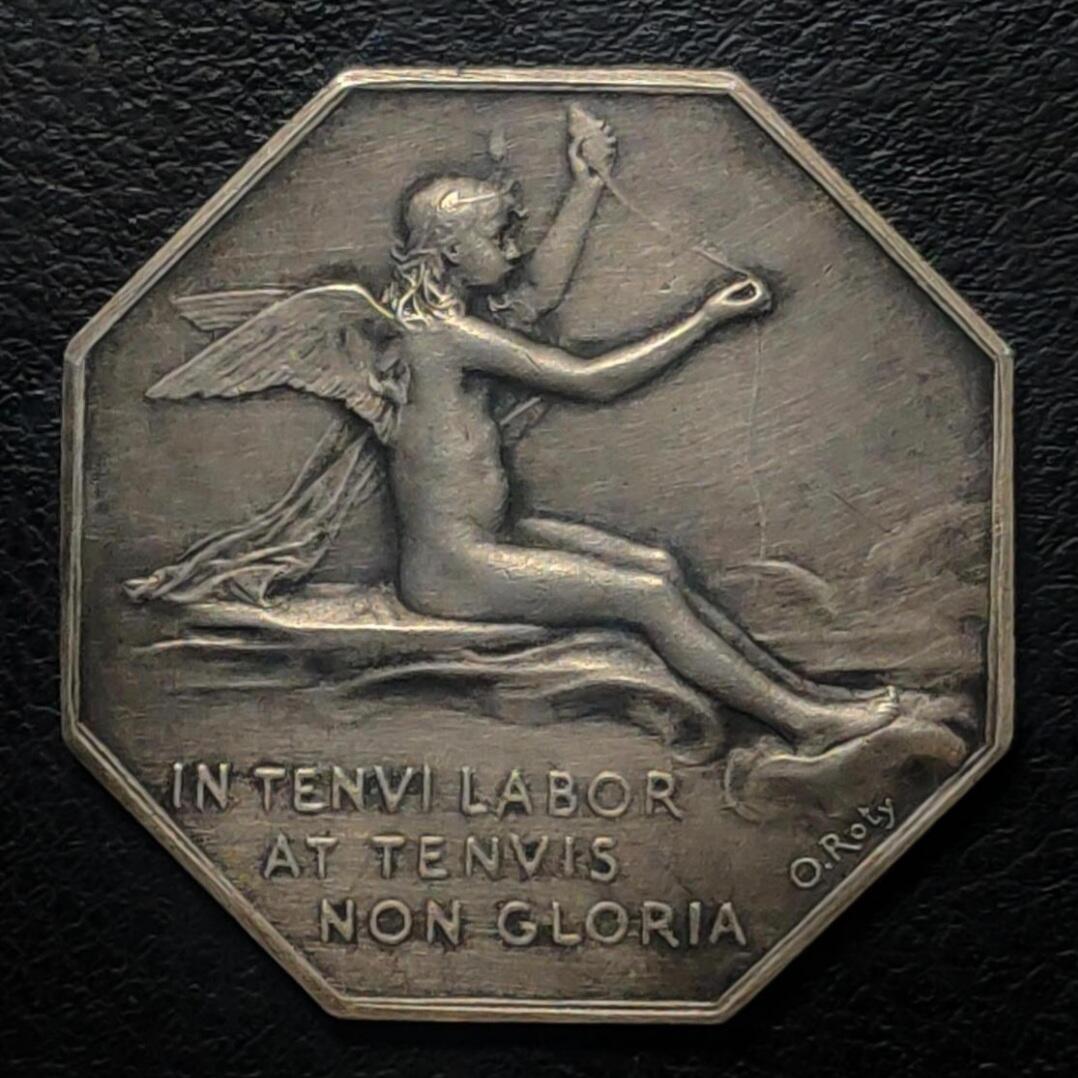 IN TENVI LABOR
AT TENVIS
NON GLORIA
O. Roty